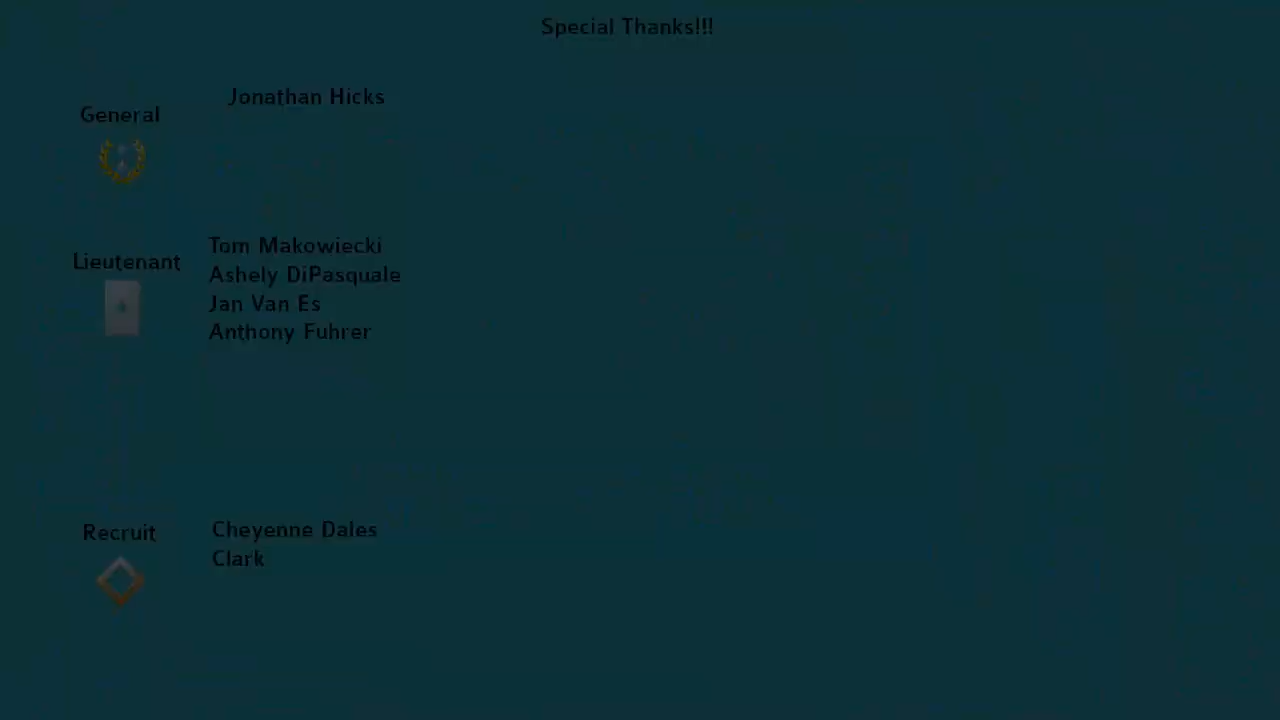 Special Thanks!!!
General
Jonathan Hicks
Lieutenant
Tom Makowiecki
Ashely DiPasquale
Jan Van Es
Anthony Fuhrer
Recruit
Cheyenne Dales
Clark